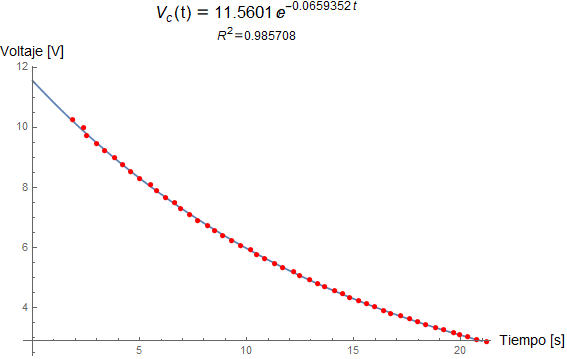 V_c(t) = 11.5601 e^{-0.0659352 t}
R^2=0.985708
Voltaje [V]
12
10
8
6
4
5
10
15
20
Tiempo [s]